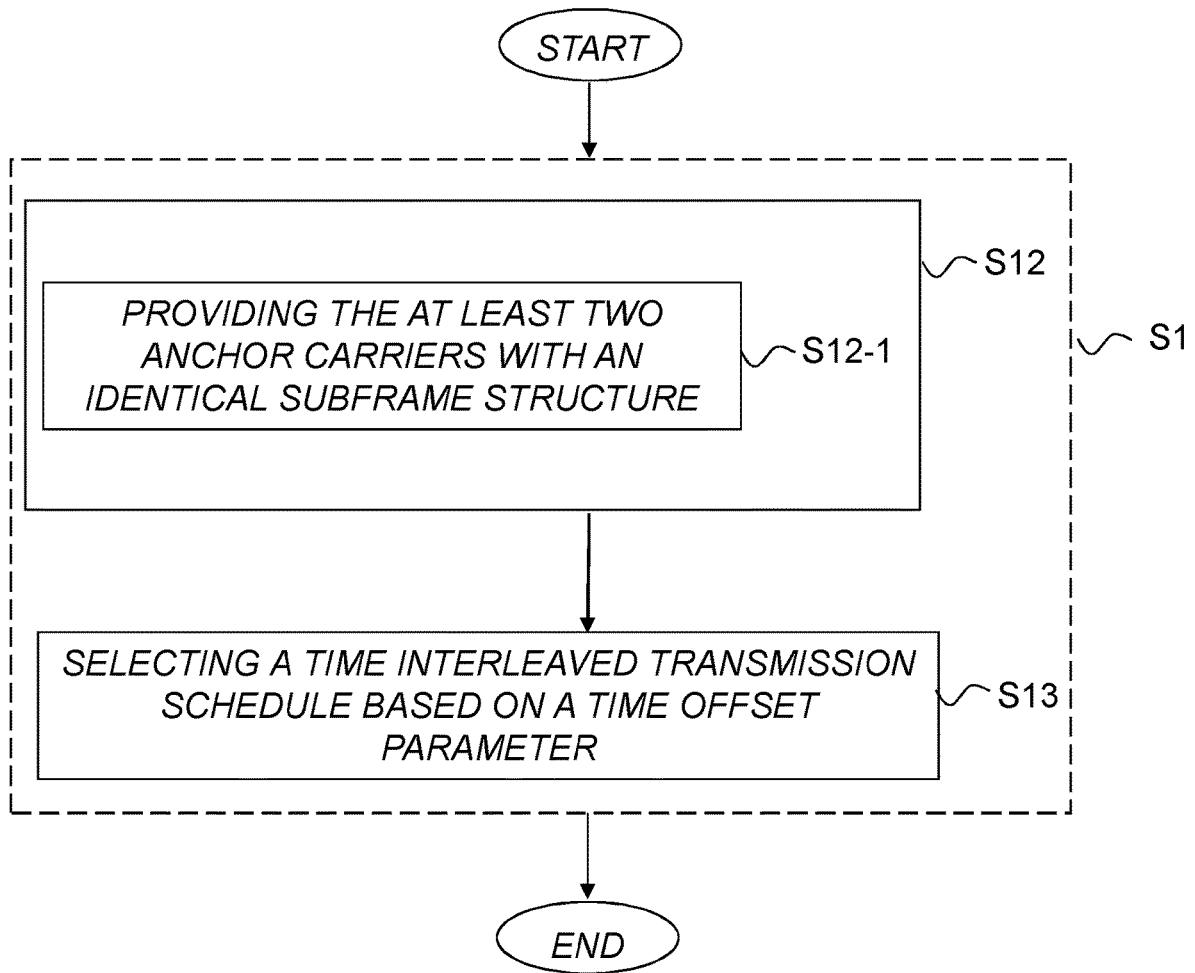 START
S12
PROVIDING THE AT LEAST TWO
ANCHOR CARRIERS WITH AN
IDENTICAL SUBFRAME STRUCTURE
S12-1
S1
SELECTING A TIME INTERLEAVED TRANSMISSION
SCHEDULE BASED ON A TIME OFFSET
PARAMETER
S13
END